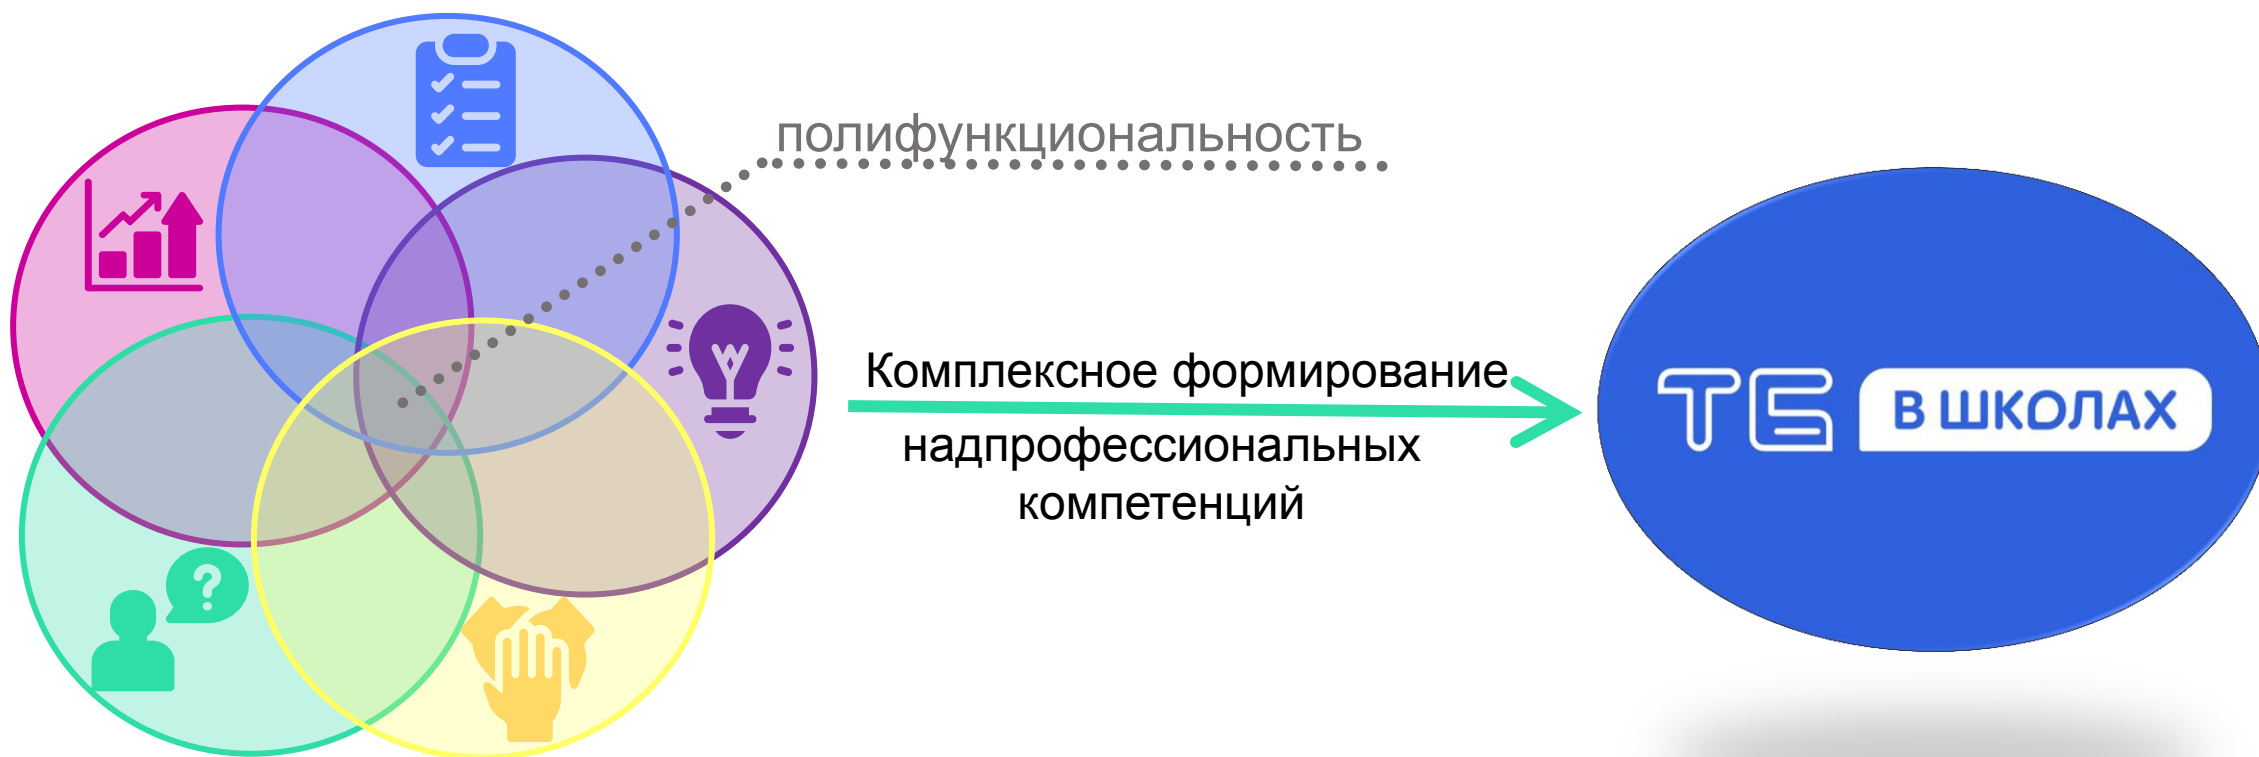 полифункциональность
Комплексное формирование
надпрофессиональных
компетенций
ТБ В ШКОЛАХ
?